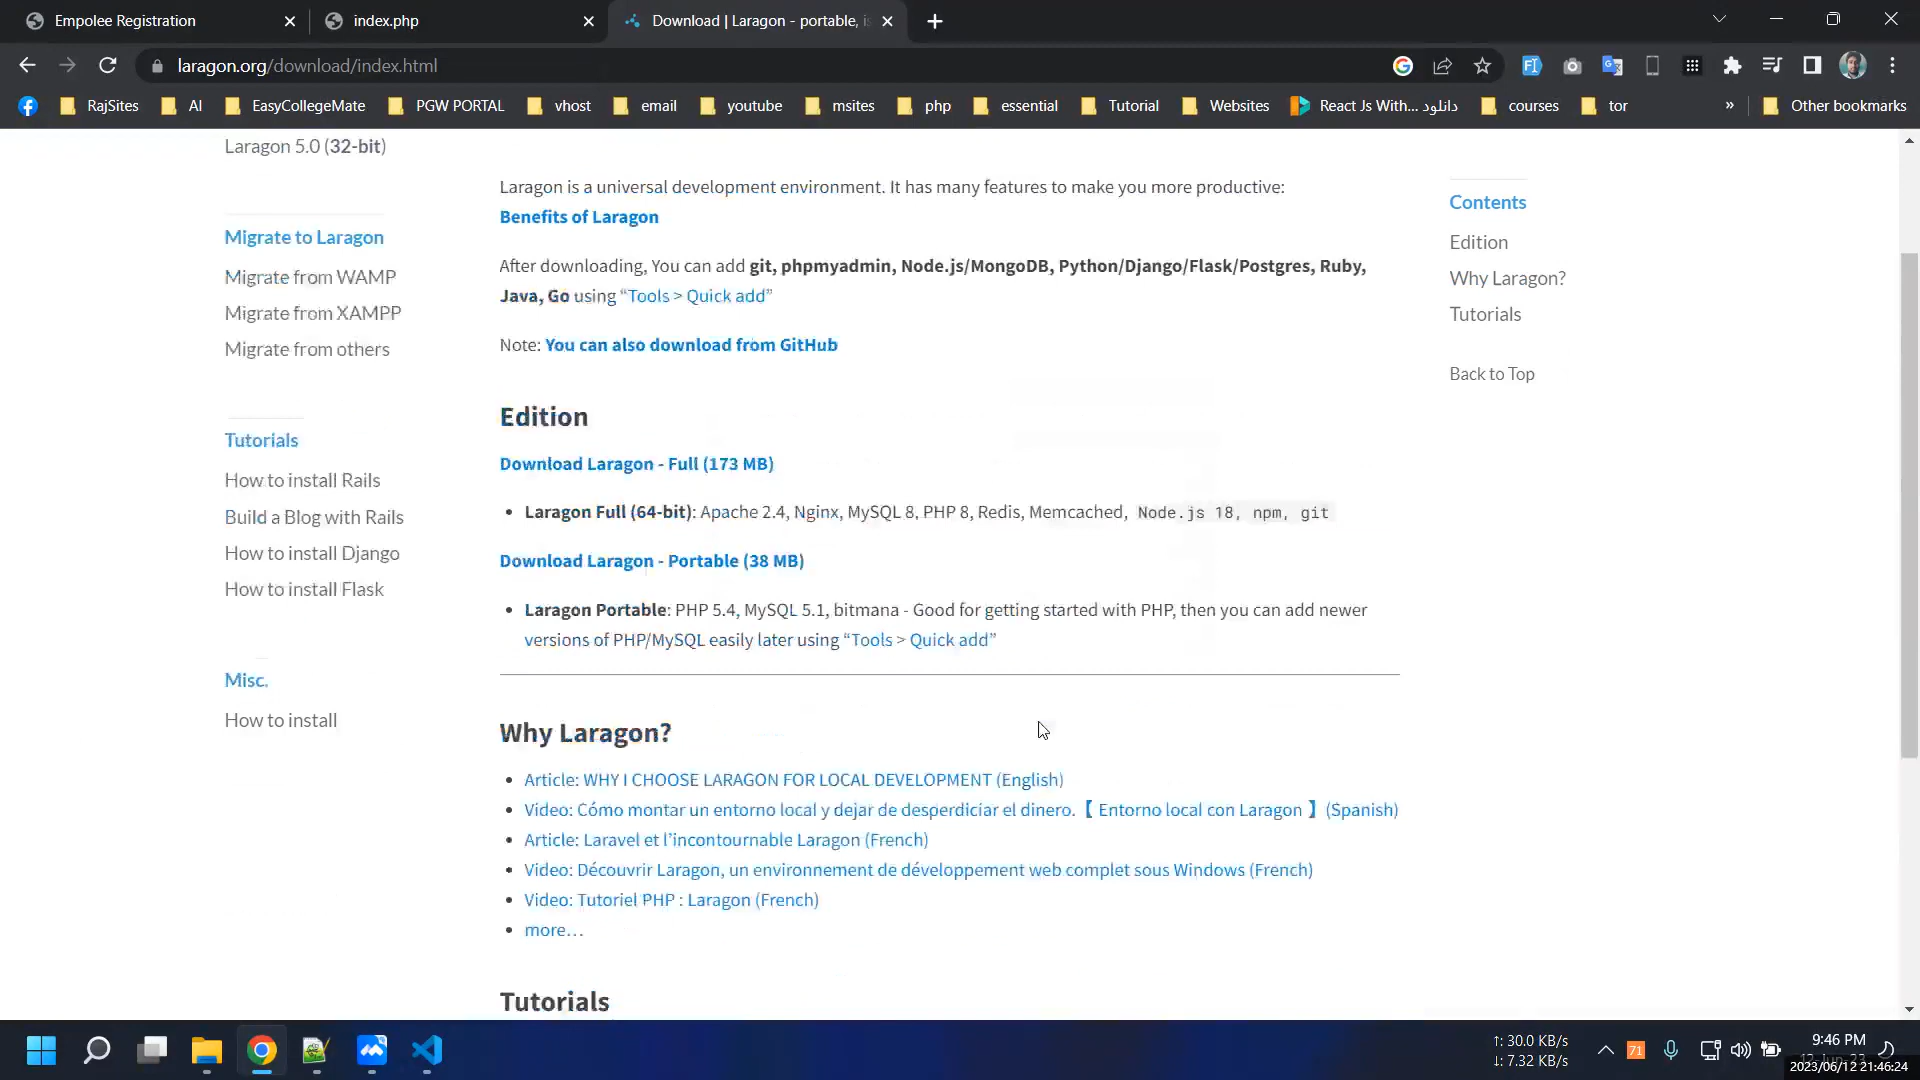 Empolee Registration
index.php
Download | Laragon - portable, is
laragon.org/download/index.html
RajSites
AI
EasyCollegeMate
PGW PORTAL
vhost
email
youtube
msites
php
essential
Tutorial
Websites
React Js With... دانلود
courses
tor
»
Other bookmarks
Laragon 5.0 (32-bit)
Migrate to Laragon
Migrate from WAMP
Migrate from XAMPP
Migrate from others
Tutorials
How to install Rails
Build a Blog with Rails
How to install Django
How to install Flask
Misc.
How to install
Laragon is a universal development environment. It has many features to make you more productive:
Benefits of Laragon
After downloading, You can add git, phpmyadmin, Node.js/MongoDB, Python/Django/Flask/Postgres, Ruby,
Java, Go using “Tools > Quick add”
Note: You can also download from GitHub
Edition
Download Laragon - Full (173 MB)
• Laragon Full (64-bit): Apache 2.4, Nginx, MySQL 8, PHP 8, Redis, Memcached, Node.js 18, npm, git
Download Laragon - Portable (38 MB)
• Laragon Portable: PHP 5.4, MySQL 5.1, bitmana - Good for getting started with PHP, then you can add newer
versions of PHP/MySQL easily later using “Tools > Quick add”
Why Laragon?
• Article: WHY I CHOOSE LARAGON FOR LOCAL DEVELOPMENT (English)
• Video: Cómo montar un entorno local y dejar de desperdiciar el dinero.【 Entorno local con Laragon 】(Spanish)
• Article: Laravel et l’incontournable Laragon (French)
• Video: Découvrir Laragon, un environnement de développement web complet sous Windows (French)
• Video: Tutoriel PHP : Laragon (French)
• more…
Tutorials
Contents
Edition
Why Laragon?
Tutorials
Back to Top
↑: 30.0 KB/s
↓: 7.32 KB/s
71
9:46 PM
12-Jun-23
2023/06/12 21:46:24